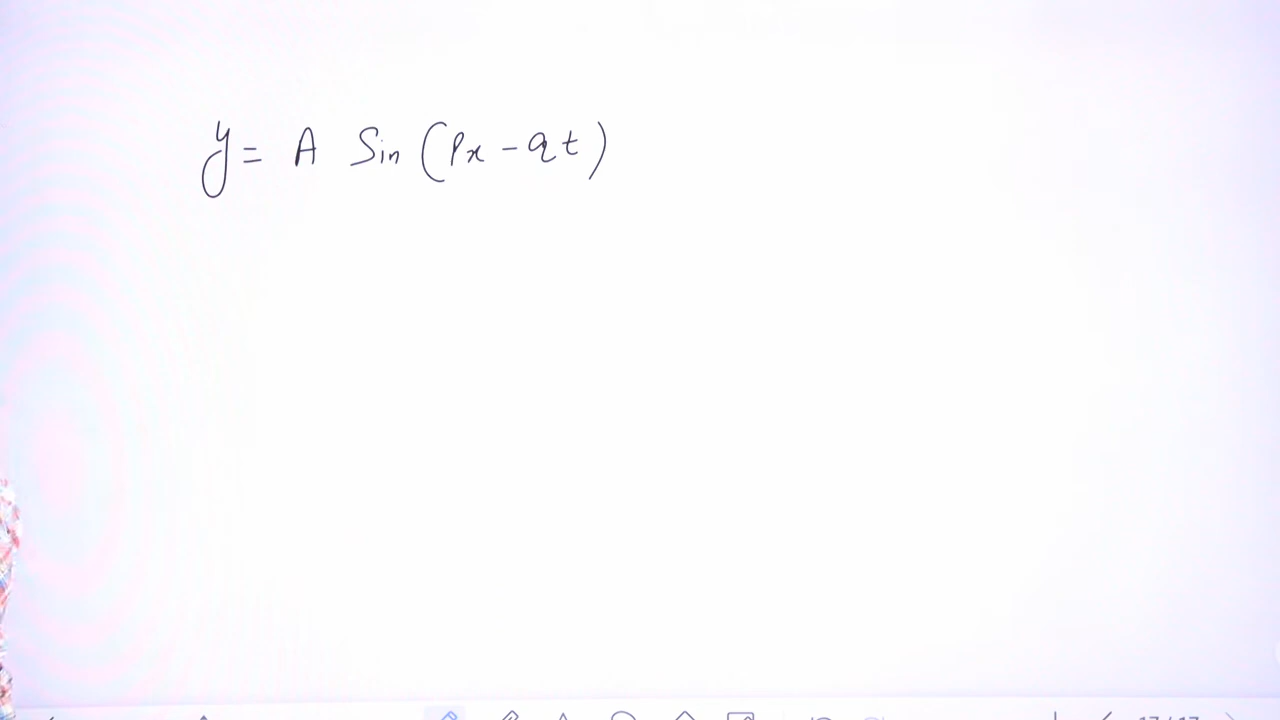 y = A Sin (Px - qt)